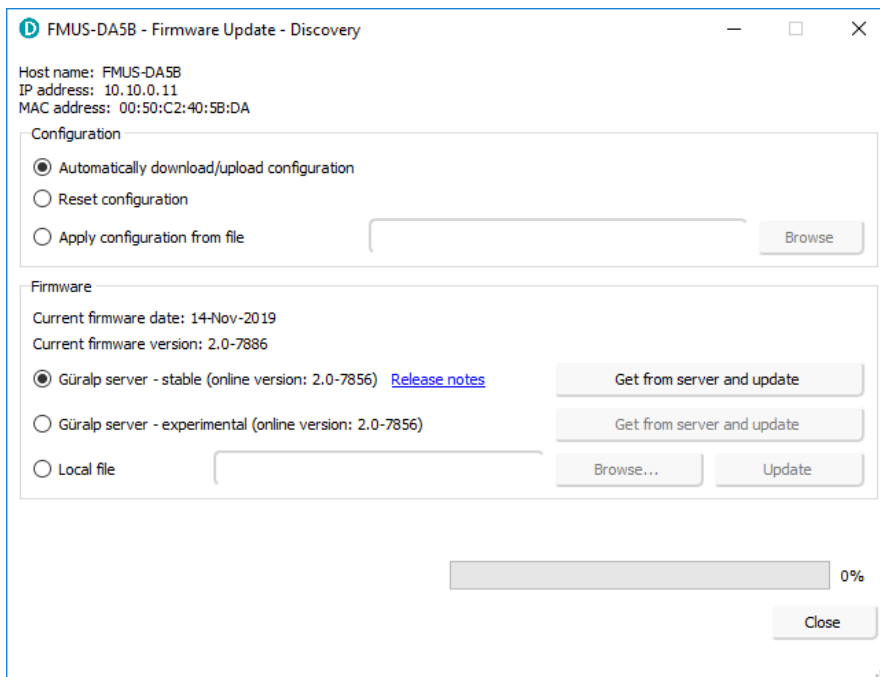 FMUS-DA5B - Firmware Update - Discovery
Host name: FMUS-DA5B
IP address: 10.10.0.11
MAC address: 00:50:C2:40:5B:DA
Configuration
Automatically download/upload configuration
Reset configuration
Apply configuration from file Browse
Firmware
Current firmware date: 14-Nov-2019
Current firmware version: 2.0-7886
Güralp server - stable (online version: 2.0-7856) Release notes Get from server and update
Güralp server - experimental (online version: 2.0-7856) Get from server and update
Local file Browse... Update
0%
Close